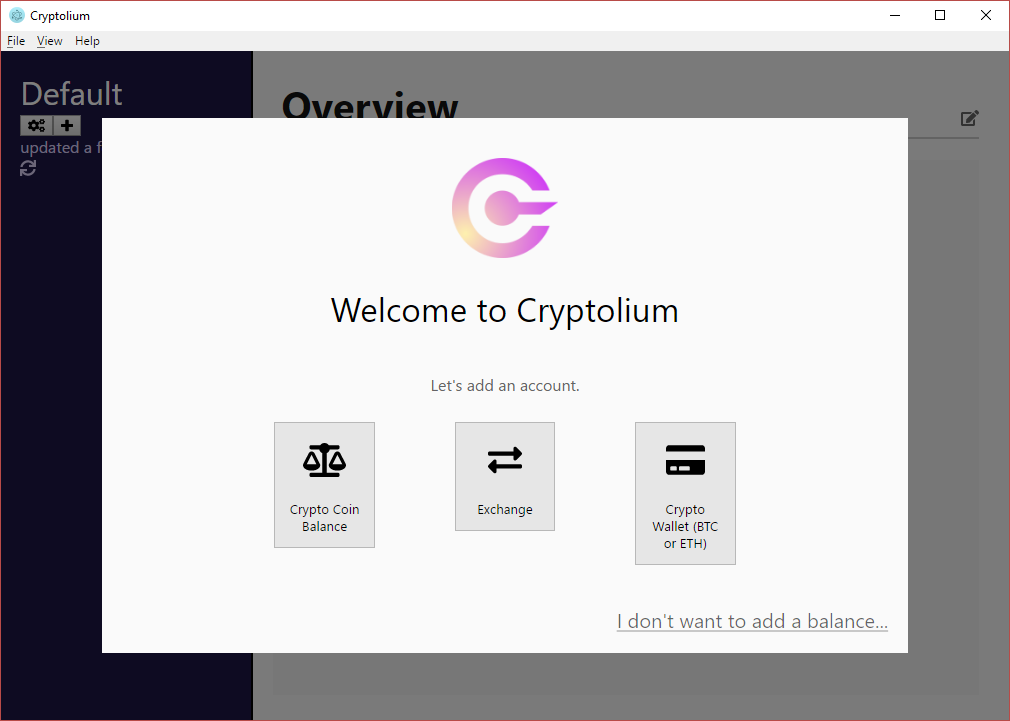 Cryptolium
File View Help
Default
Overview
updated a f
Welcome to Cryptolium
Let's add an account.
Crypto Coin
Balance
Exchange
Crypto
Wallet (BTC
or ETH)
I don't want to add a balance...